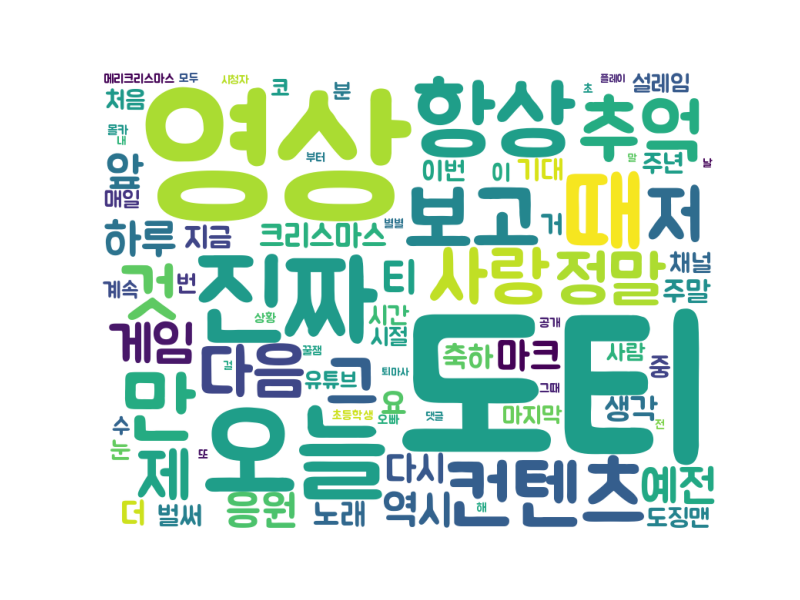 메리크리스마스 모두 시청자 코 분 플레이 초 설레임
처음 영상 항상 추억
몰카 내 앞 부터 이번 이 기대 말 주년 날
매일 보고 때 저
하루 지금 크리스마스 별별 거
것 번 진짜 티 사랑 정말 채널
계속 주말
게임 상황 시간 시절 도티 공개
다음 꿀잼 축하 마크 사람 중
걸 유튜브 그 퇴마사 그때
만 초등학생 오빠 요 댓글 마지막 생각 전
수 눈 오늘
제 또 다시 컨텐츠 예전
더 벌써 응원 노래 역시 해 도징맨